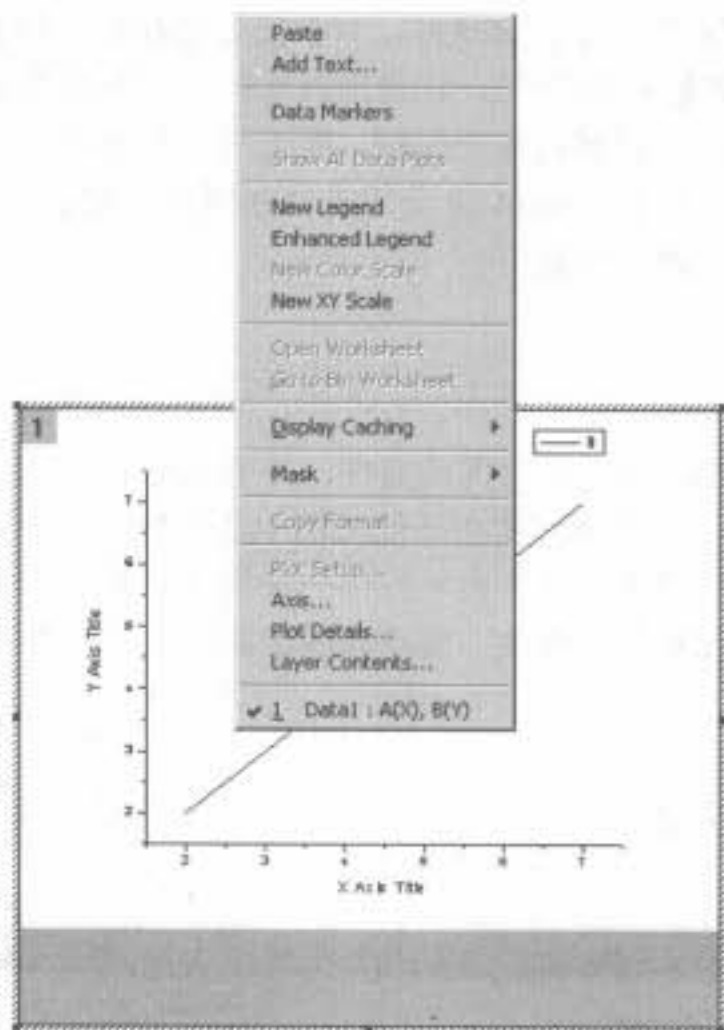 Paste
Add Text...
Data Markers
Show All Data Plots
New Legend
Enhanced Legend
New Color Scale
New XY Scale
Open Worksheet
Go to Bin Worksheet
Display Caching
Mask
Copy Format
Plot Setup...
Axis...
Plot Details...
Layer Contents...
✔ 1 Data1 : A(X), B(Y)
1
B
7
6
5
4
3
2
Y Axis Title
2 3 4 5 6 7
X Axis Title